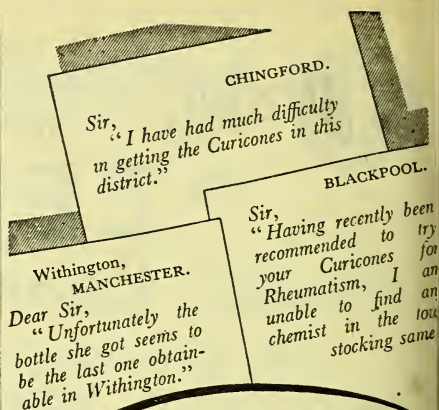 CHINGFORD.
Sir,
"I have had much difficulty
in getting the Curicones in this
district."
BLACKPOOL.
Sir,
"Having recently been
recommended to try
your Curicones for
Rheumatism, I
unable to find
chemist in the
stocking same
Withington,
MANCHESTER.
Dear Sir,
"Unfortunately the
bottle she got seems to
be the last one obtain-
able in Withington."